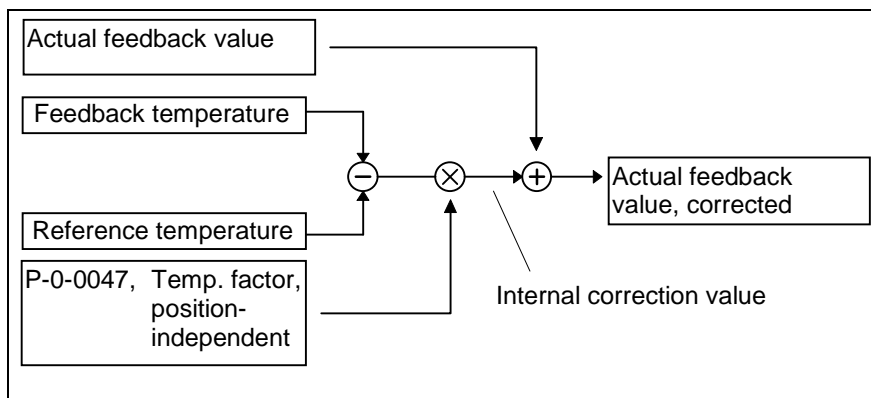 Actual feedback value
Feedback temperature
Reference temperature
P-0-0047, Temp. factor,
position-
independent
Actual feedback
value, corrected
Internal correction value